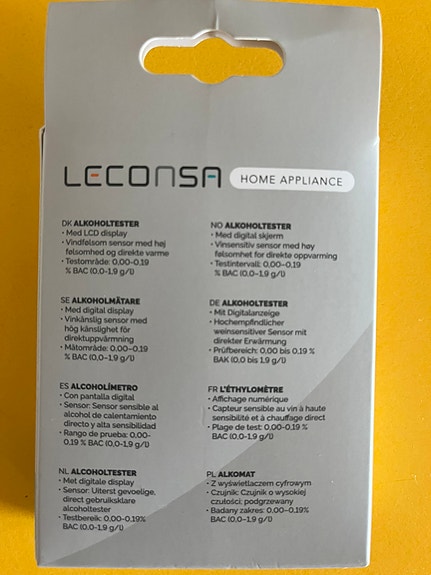 LECONSA HOME APPLIANCE
DK ALKOHOLTESTER
• Med LCD display
• Vindfølsom sensor med høj
følsomhed og direkte varme
• Testområde: 0,00-0,19
% BAC (0,0-1,9 g/l)
NO ALKOHOLTESTER
• Med digital skjerm
• Vinsensitiv sensor med høy
følsomhet for direkte oppvarming
• Testintervall: 0,00-0,19
% BAC (0,0-1,9 g/l)
SE ALKOHOLMÄTARE
• Med digital display
• Vinkänslig sensor med
hög känslighet för
direktuppvärmning
• Mätområde: 0,00-0,19
% BAC (0,0-1,9 g/l)
DE ALKOHOLTESTER
• Mit Digitalanzeige
• Hochempfindlicher
weinsensitiver Sensor mit
direkter Erwärmung
• Prüfbereich: 0,00 bis 0,19 %
BAK (0,0 bis 1,9 g/l)
ES ALCOHOLÍMETRO
• Con pantalla digital
• Sensor: Sensor sensible al
alcohol de calentamiento
directo y alta sensibilidad
• Rango de prueba: 0,00-
0,19 % BAC (0,0-1,9 g/l)
FR L'ÉTHYLOMÈTRE
• Affichage numérique
• Capteur sensible au vin à haute
sensibilité et à chauffage direct
• Plage de test: 0,00-0,19 %
BAC (0,0-1,9 g/l)
NL ALCOHOLTESTER
• Met digitale display
• Sensor: Uiterst gevoelige,
direct gebruiksklare
alcoholtester
• Testbereik: 0,00-0,19%
BAC (0,0-1,9 g/l)
PL ALKOMAT
• Z wyświetlaczem cyfrowym
• Czujnik: Czujnik o wysokiej
czułości: podgrzewany
• Badany zakres: 0,00-0,19%
BAC (0,0-1,9 g/l)